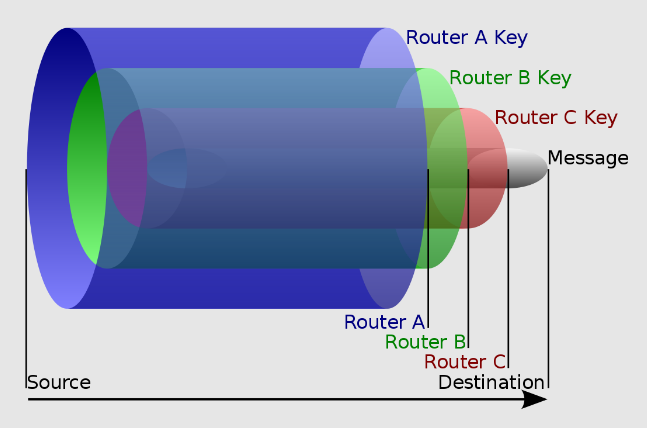 Router A Key
Router B Key
Router C Key
Message
Router A
Router B
Router C
Source
Destination